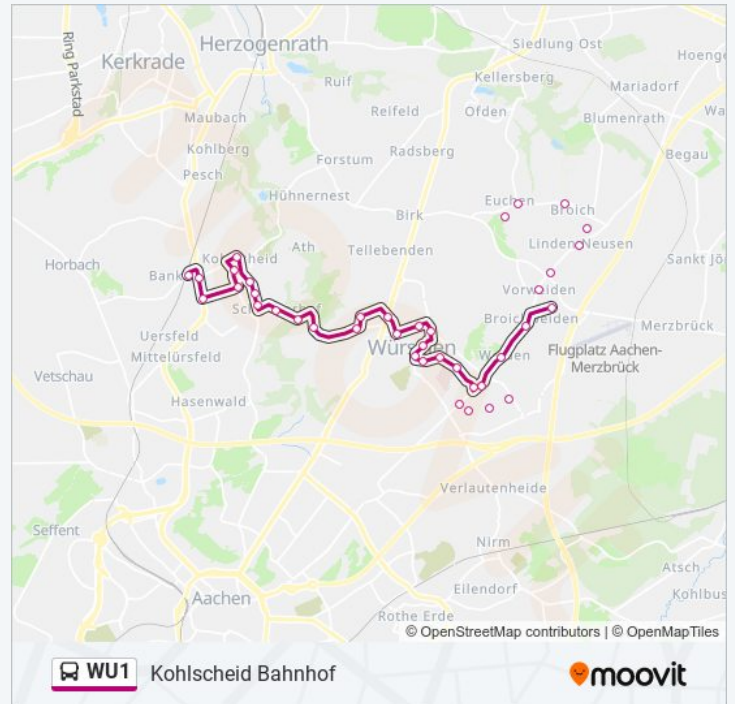 Herzogenrath
Siedlung Ost
Ring Parkstad
Kerkrade
Hoenge
Kellersberg
Ruif
Mariadorf
Maubach
Reifeld
Ofden
Blumenrath
Wa
Kohlberg
Radsberg
Forstum
Begau
Pesch
Hühnernest
Euchen
Birk
Broich
Ath
Linden-Neusen
Tellebenden
Horbach
Bank
Sankt Jö
Vorweiden
Merzbrück
Uersfeld
Mittelürsfeld
Flugplatz Aachen-
Merzbrück
Vetschau
Hasenwald
Verlautenheide
Seffent
Nirm
Atsch
Eilendorf
Kohlbus
Aachen
Rothe Erde
© OpenStreetMap contributors | © OpenMapTiles
WU1 Kohlscheid Bahnhof
moovit